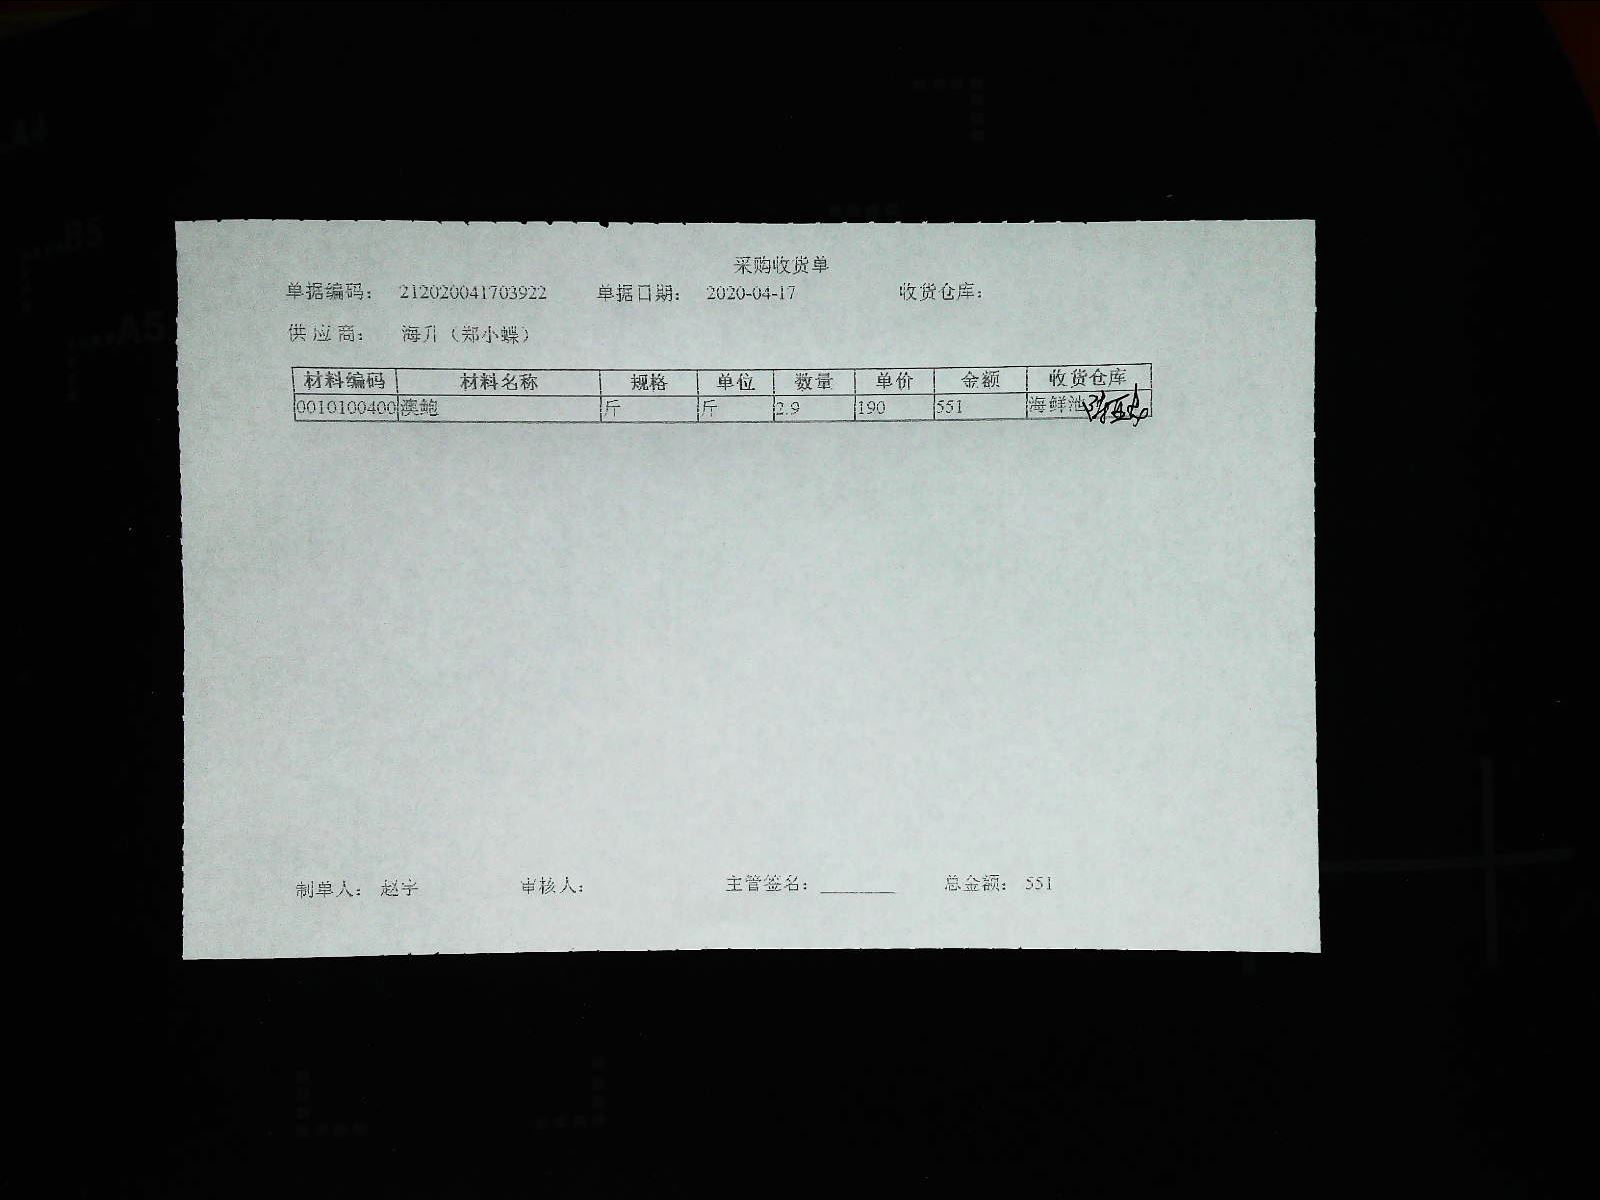 采购收货单
单据编码： 212020041703922 单据日期： 2020-04-17 收货仓库：
供应商： 海升（郑小蝶）
材料编码 材料名称 规格 单位 数量 单价 金额 收货仓库
0010100400 澳鲍 斤 斤 2.9 190 551 海鲜池
制单人： 赵宇 审核人： 主管签名： ________ 总金额： 551
A4
B5
A5